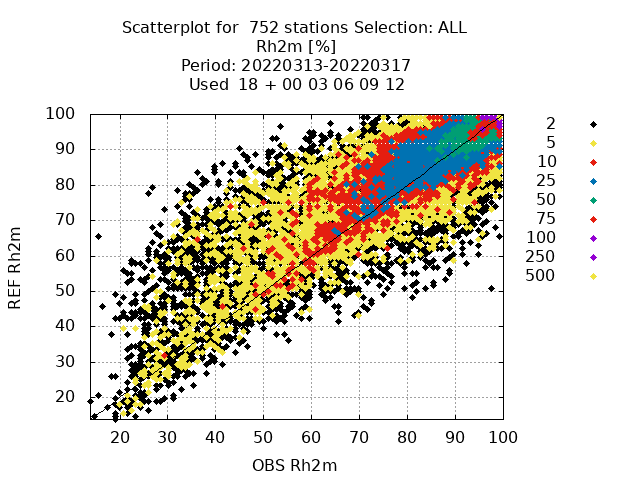 Scatterplot for  752 stations Selection: ALL
Rh2m [%]
Period: 20220313-20220317
Used  18 + 00 03 06 09 12
REF Rh2m
100
90
80
70
60
50
40
30
20
20 30 40 50 60 70 80 90 100
OBS Rh2m
2
5
10
25
50
75
100
250
500